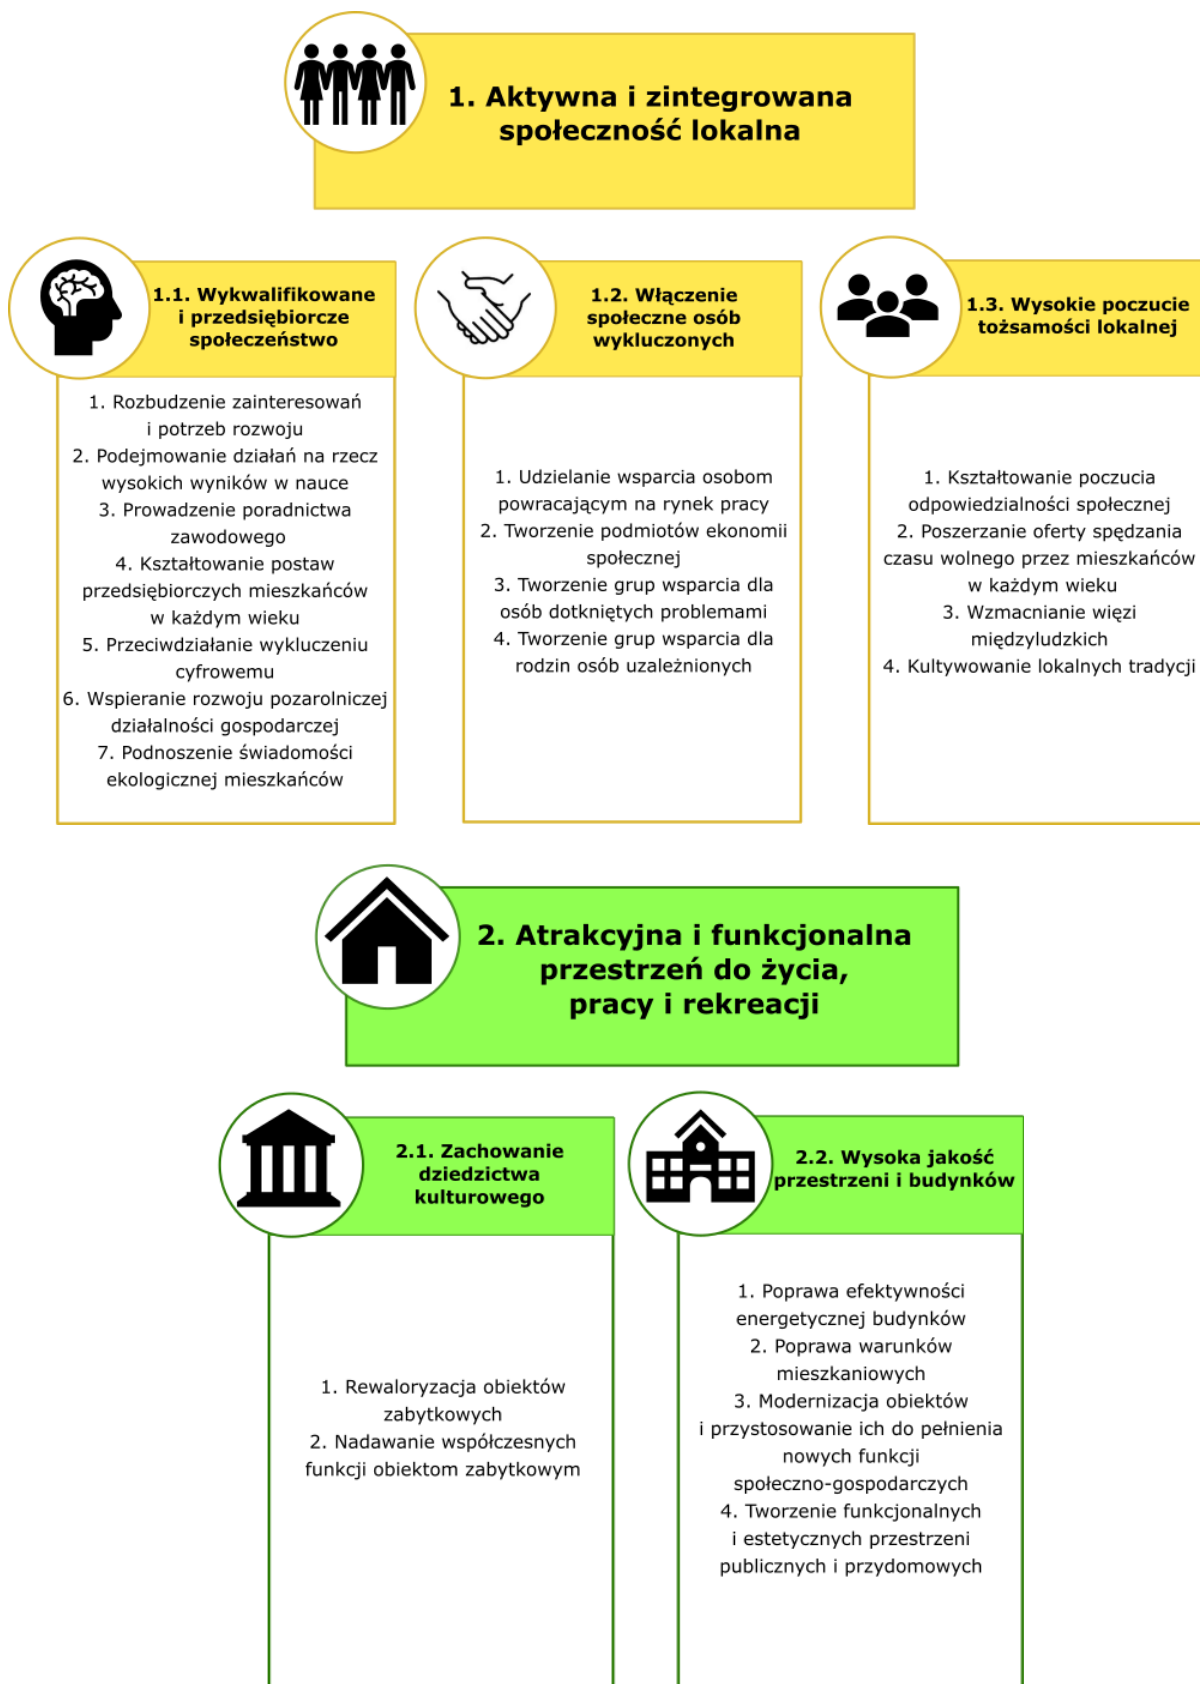 1. Aktywna i zintegrowana
społeczność lokalna
1.1. Wykwalifikowane
i przedsiębiorcze
społeczeństwo
1. Rozbudzenie zainteresowań
i potrzeb rozwoju
2. Podejmowanie działań na rzecz
wysokich wyników w nauce
3. Prowadzenie poradnictwa
zawodowego
4. Kształtowanie postaw
przedsiębiorczych mieszkańców
w każdym wieku
5. Przeciwdziałanie wykluczeniu
cyfrowemu
6. Wspieranie rozwoju pozarolniczej
działalności gospodarczej
7. Podnoszenie świadomości
ekologicznej mieszkańców
1.2. Włączenie
społeczne osób
wykluczonych
1. Udzielanie wsparcia osobom
powracającym na rynek pracy
2. Tworzenie podmiotów ekonomii
społecznej
3. Tworzenie grup wsparcia dla
osób dotkniętych problemami
4. Tworzenie grup wsparcia dla
rodzin osób uzależnionych
1.3. Wysokie poczucie
tożsamości lokalnej
1. Kształtowanie poczucia
odpowiedzialności społecznej
2. Poszerzanie oferty spędzania
czasu wolnego przez mieszkańców
w każdym wieku
3. Wzmacnianie więzi
międzyludzkich
4. Kultywowanie lokalnych tradycji
2. Atrakcyjna i funkcjonalna
przestrzeń do życia,
pracy i rekreacji
2.1. Zachowanie
dziedzictwa
kulturowego
1. Rewaloryzacja obiektów
zabytkowych
2. Nadawanie współczesnych
funkcji obiektom zabytkowym
2.2. Wysoka jakość
przestrzeni i budynków
1. Poprawa efektywności
energetycznej budynków
2. Poprawa warunków
mieszkaniowych
3. Modernizacja obiektów
i przystosowanie ich do pełnienia
nowych funkcji
społeczno-gospodarczych
4. Tworzenie funkcjonalnych
i estetycznych przestrzeni
publicznych i przydomowych